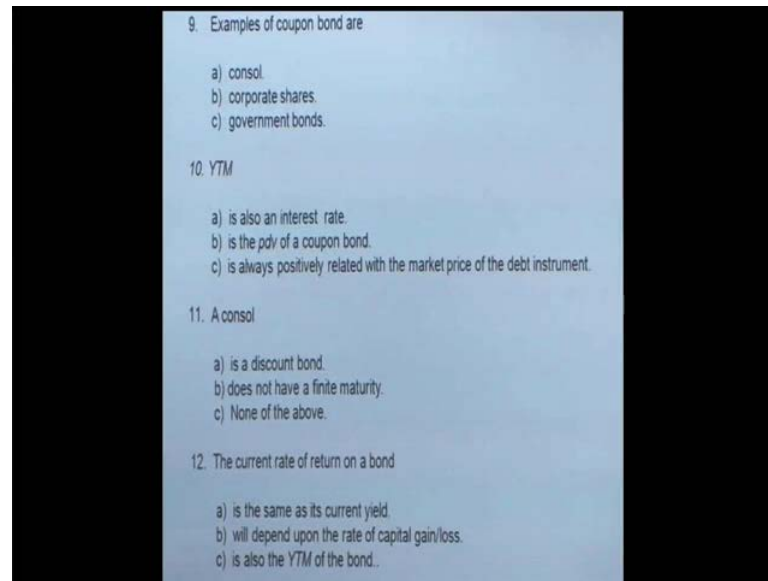 9. Examples of coupon bond are
a) consol.
b) corporate shares.
c) government bonds.
10. YTM
a) is also an interest rate.
b) is the pdv of a coupon bond.
c) is always positively related with the market price of the debt instrument.
11. A consol
a) is a discount bond.
b) does not have a finite maturity.
c) None of the above.
12. The current rate of return on a bond
a) is the same as its current yield.
b) will depend upon the rate of capital gain/loss.
c) is also the YTM of the bond..